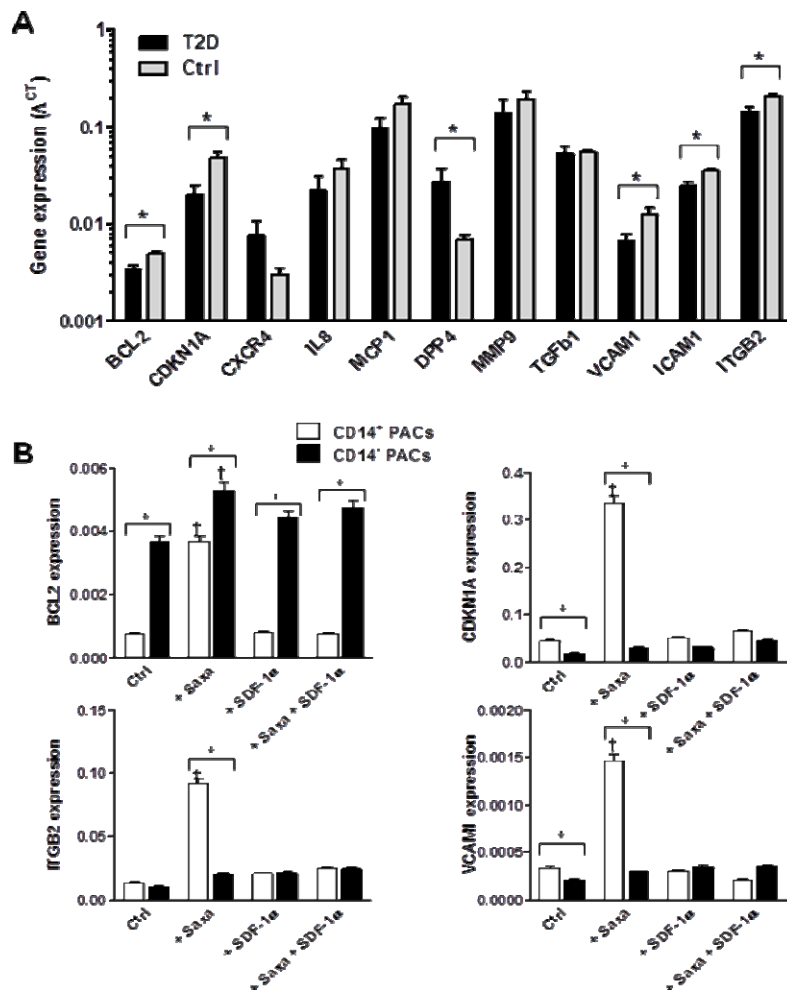 A
T2D
Ctrl
Gene expression (Λ^CT)
1
0.1
0.01
0.001
* * * * * *
BCL2 CDKN1A CXCR4 IL8 MCP1 DPP4 MMP9 TGFb1 VCAM1 ICAM1 ITGB2
B
CD14+ PACs
CD14- PACs
BCL2 expression
0.006
0.004
0.002
0.000
Ctrl + Saxa + SDF-1α + Saxa + SDF-1α
CDKN1A expression
0.4
0.3
0.2
0.1
0.0
Ctrl + Saxa + SDF-1α + Saxa + SDF-1α
ITGB2 expression
0.15
0.10
0.05
0.00
Ctrl + Saxa + SDF-1α + Saxa + SDF-1α
VCAMI expression
0.0020
0.0015
0.0010
0.0005
0.0000
Ctrl + Saxa + SDF-1α + Saxa + SDF-1α